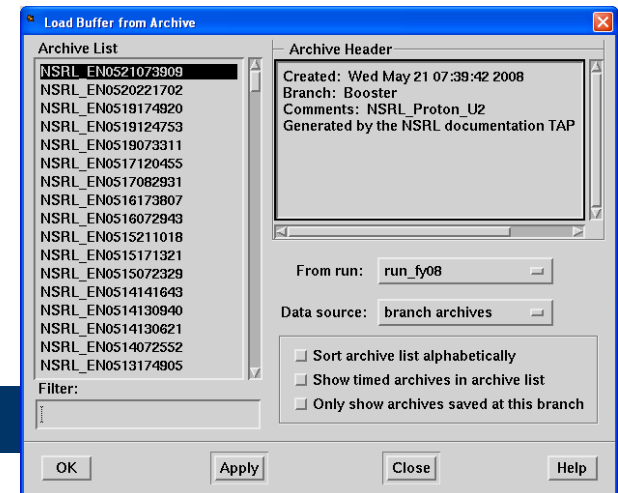 Load Buffer from Archive
Archive List
NSRL_EN0521073909
NSRL_EN0520221702
NSRL_EN0519174920
NSRL_EN0519124753
NSRL_EN0519073311
NSRL_EN0517120455
NSRL_EN0517082931
NSRL_EN0516173807
NSRL_EN0516072943
NSRL_EN0515211018
NSRL_EN0515171321
NSRL_EN0515072329
NSRL_EN0514141643
NSRL_EN0514130940
NSRL_EN0514130621
NSRL_EN0514072552
NSRL_EN0513174905
Filter:
Archive Header
Created: Wed May 21 07:39:42 2008
Branch: Booster
Comments: NSRL_Proton_U2
Generated by the NSRL documentation TAP
From run: run_fy08
Data source: branch archives
Sort archive list alphabetically
Show timed archives in archive list
Only show archives saved at this branch
OK Apply Close Help